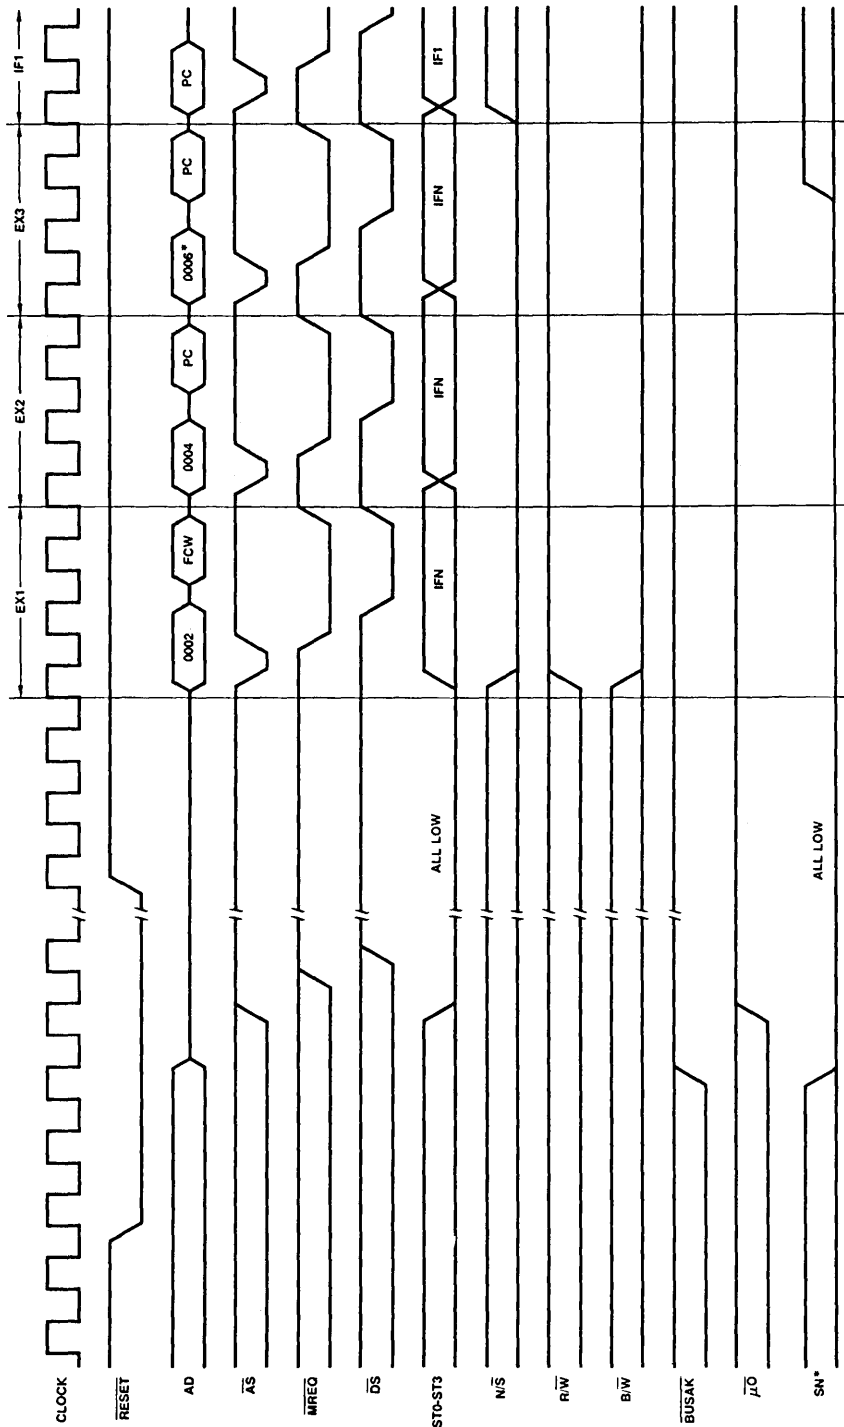 CLOCK
RESET
AD
AS
MREQ
DS
ST0-ST3
N/S
R/W
B/W
BUSAK
μO
SN*
EX1
EX2
EX3
IF1
0002
FCW
0004
PC
0006*
PC
PC
ALL LOW
IFN
IFN
IFN
IF1
ALL LOW